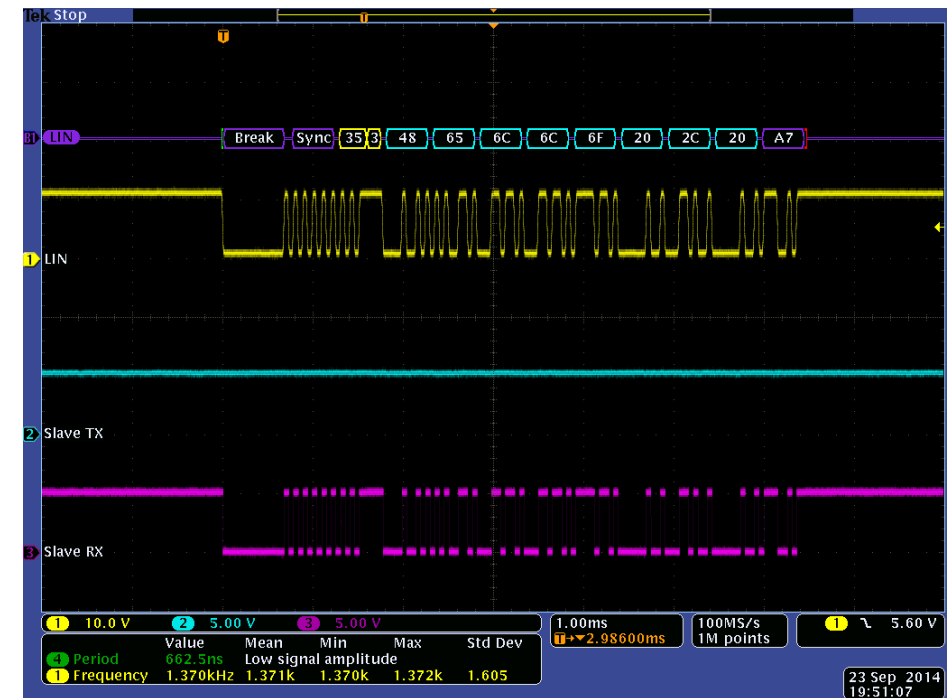 Tek Stop
T
T
B1 LIN Break Sync 35 3 48 65 6C 6C 6F 20 2C 20 A7
1 LIN
2 Slave TX
3 Slave RX
1 10.0 V 2 5.00 V 3 5.00 V
1.00ms
T→▼2.98600ms
100MS/s
1M points
1 5.60 V
Value Mean Min Max Std Dev
4 Period 662.5ns Low signal amplitude
1 Frequency 1.370kHz 1.371k 1.370k 1.372k 1.605
23 Sep 2014
19:51:07